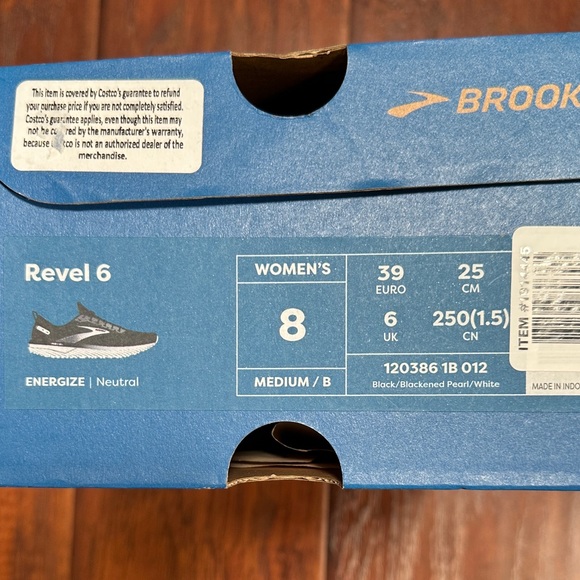 This item is covered by Costco's guarantee to refund
your purchase price if you are not completely satisfied.
Costco's guarantee applies, even though this item may
not be covered by the manufacturer's warranty,
because Costco is not an authorized dealer of the
merchandise.
BROOK
Revel 6
ENERGIZE | Neutral
WOMEN'S
8
MEDIUM / B
39
EURO
25
CM
6
UK
250(1.5)
CN
120386 1B 012
Black/Blackened Pearl/White
ITEM
MADE IN INDO